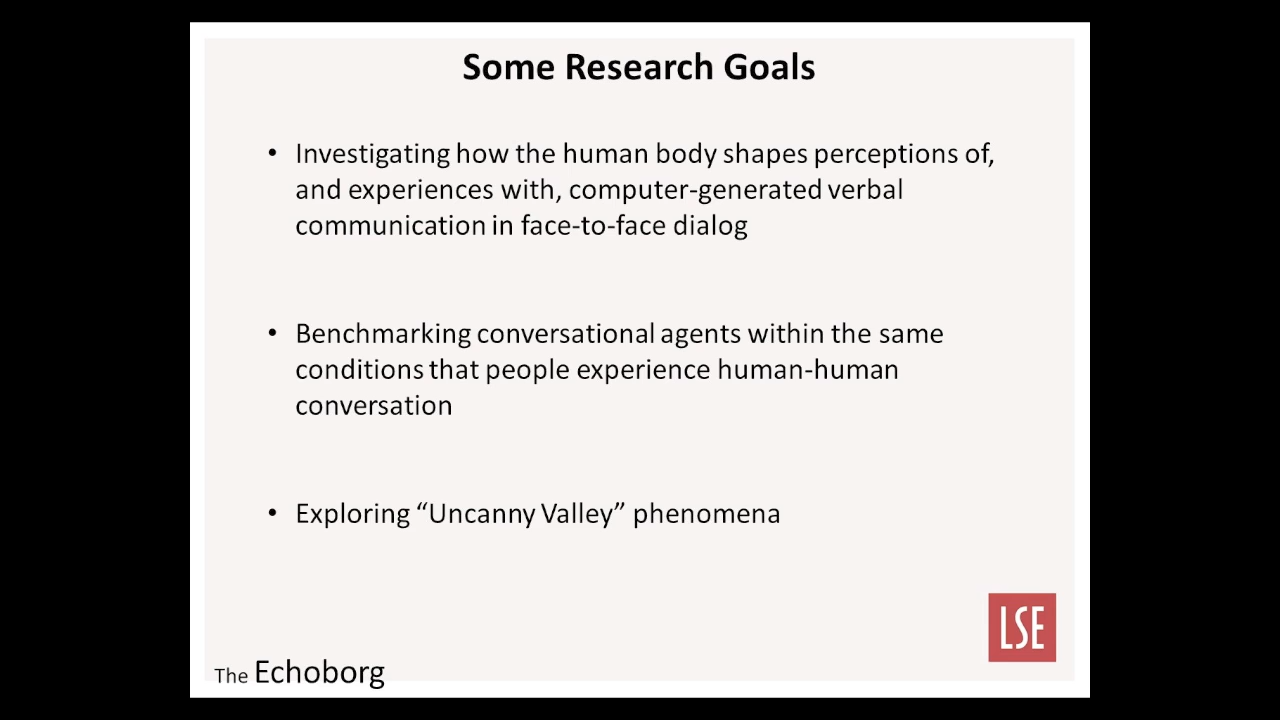 Some Research Goals
• Investigating how the human body shapes perceptions of,
and experiences with, computer-generated verbal
communication in face-to-face dialog
• Benchmarking conversational agents within the same
conditions that people experience human-human
conversation
• Exploring “Uncanny Valley” phenomena
LSE
The Echoborg